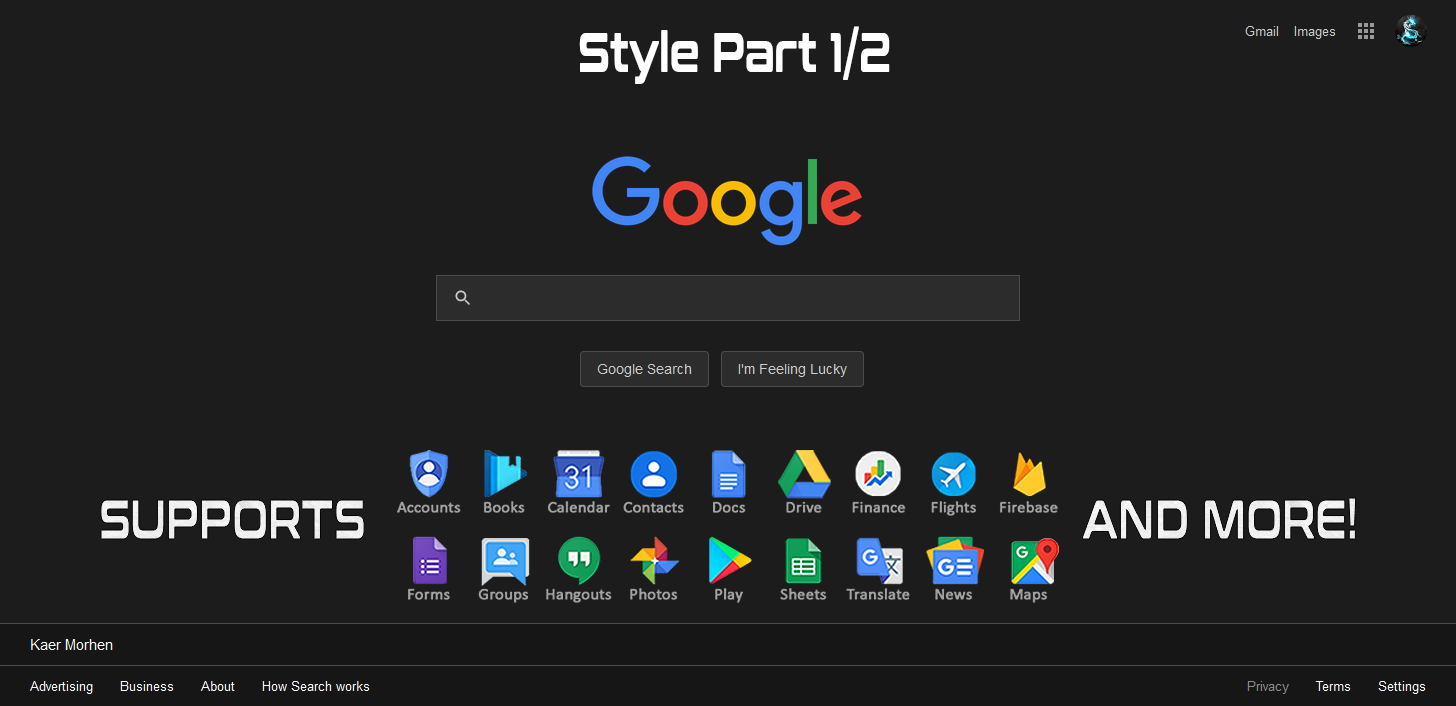 Style Part 1/2
Gmail Images
Google
Google Search I'm Feeling Lucky
31
Accounts Books Calendar Contacts Docs Drive Finance Flights Firebase
SUPPORTS AND MORE!
G 文 GE G
Forms Groups Hangouts Photos Play Sheets Translate News Maps
Kaer Morhen
Advertising Business About How Search works Privacy Terms Settings